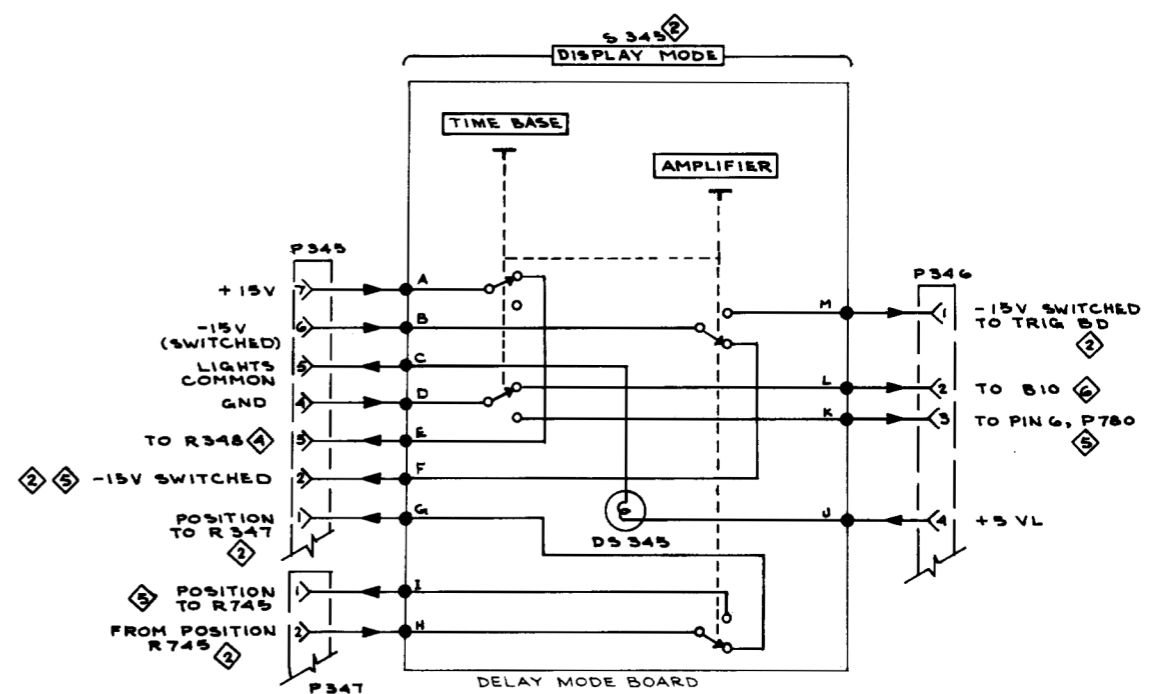 S 345 2
DISPLAY MODE
TIME BASE
AMPLIFIER
P345
7 +15V A
6 -15V B
(SWITCHED)
5 LIGHTS C
COMMON
4 GND D
3 TO R348 4 E
2 5 -15V SWITCHED 2 F
1 POSITION G
TO R347
2
1 5 POSITION I
TO R745
2 FROM POSITION H
R745 2
P347
P346
M 1 -15V SWITCHED
TO TRIG BD
2
L 2 TO B10 6
K 3 TO PIN 6, P780
5
J 4 +5 VL
DS345
DELAY MODE BOARD